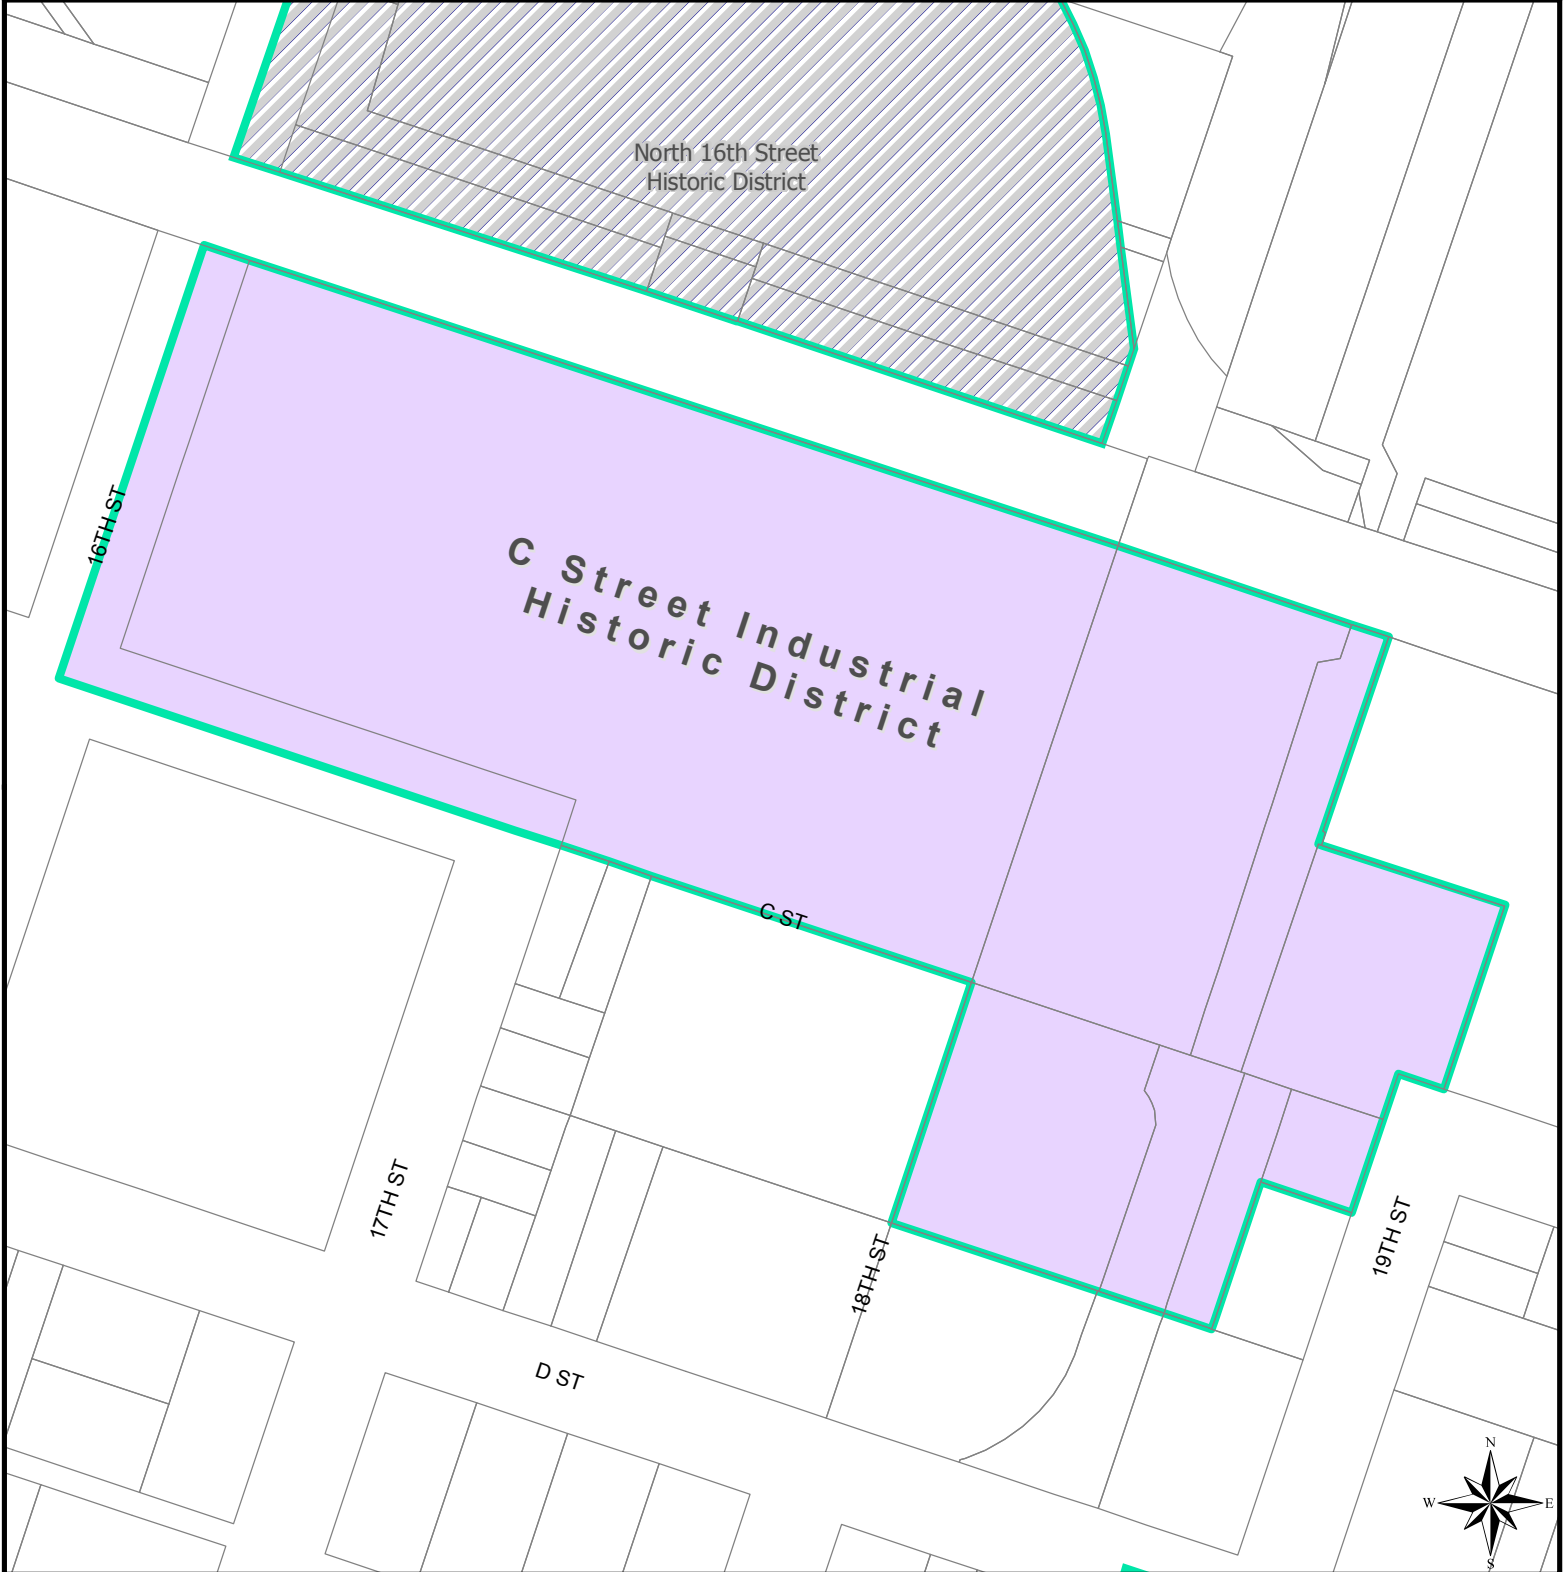 North 16th Street
Historic District
16TH ST
C Street Industrial
Historic District
C ST
17TH ST
18TH ST
19TH ST
D ST
N
W E
S